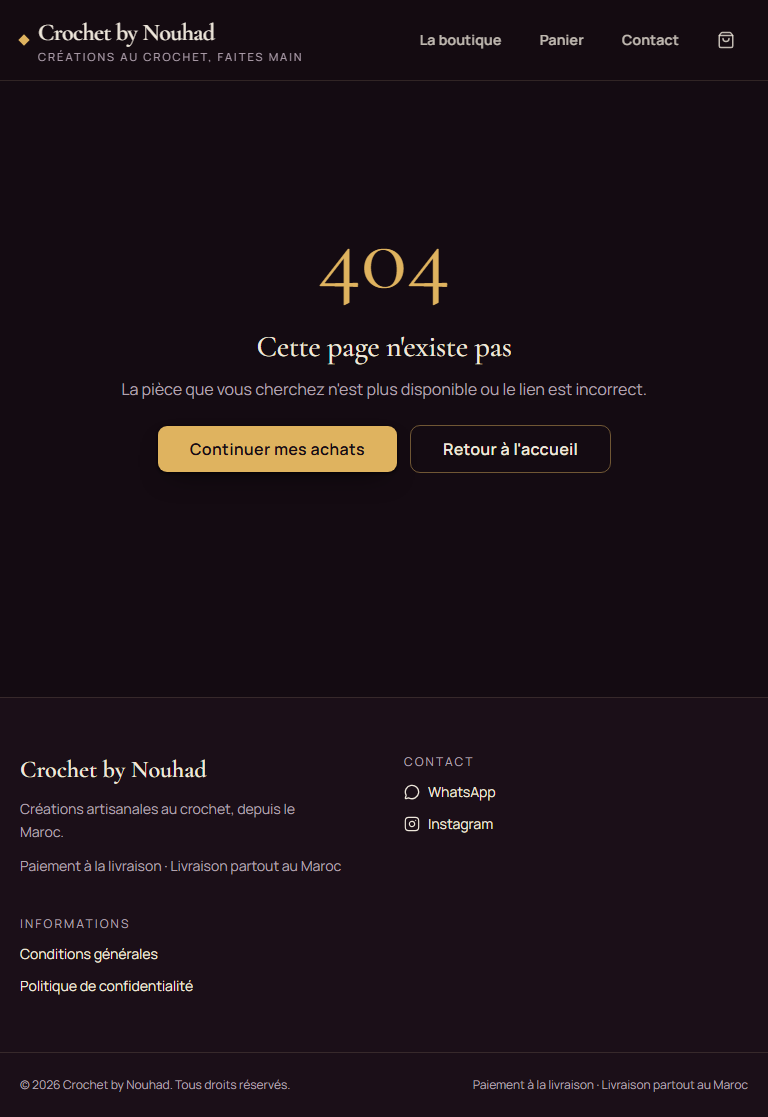 Crochet by Nouhad
CRÉATIONS AU CROCHET, FAITES MAIN
La boutique
Panier
Contact
404
Cette page n'existe pas
La pièce que vous cherchez n'est plus disponible ou le lien est incorrect.
Continuer mes achats
Retour à l'accueil
Crochet by Nouhad
Créations artisanales au crochet, depuis le
Maroc.
Paiement à la livraison · Livraison partout au Maroc
CONTACT
WhatsApp
Instagram
INFORMATIONS
Conditions générales
Politique de confidentialité
© 2026 Crochet by Nouhad. Tous droits réservés.
Paiement à la livraison · Livraison partout au Maroc